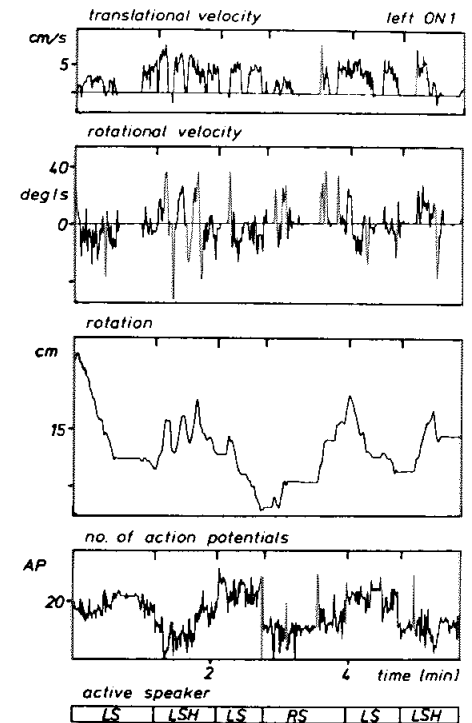 translational velocity left ON1
cm/s
5
rotational velocity
40
deg/s
0
rotation
cm
15
no. of action potentials
AP
20
2 4 time [min]
active speaker
LS LSH LS RS LS LSH